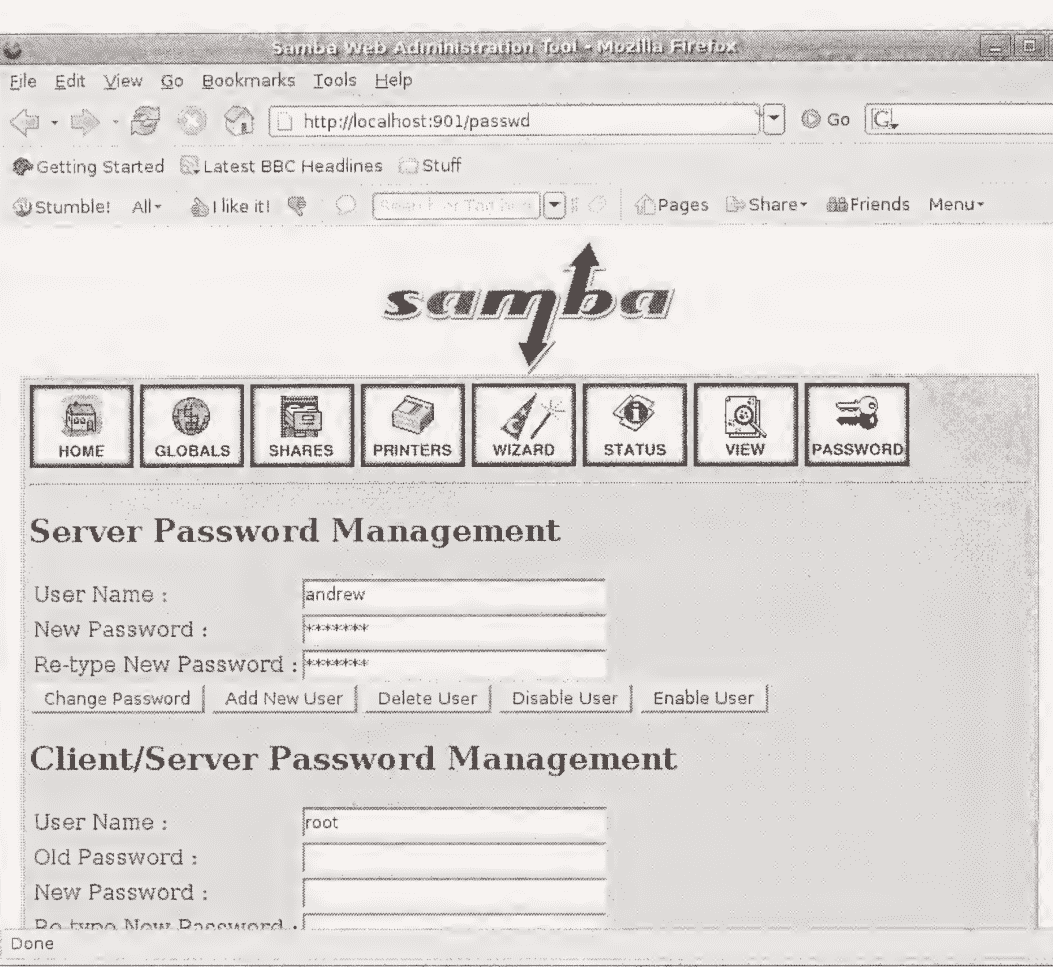 Samba Web Administration Tool - Mozilla Firefox
File Edit View Go Bookmarks Tools Help
http://localhost:901/passwd Go G
Getting Started Latest BBC Headlines Stuff
Stumble! All I like it! Pages Share Friends Menu
samba
HOME GLOBALS SHARES PRINTERS WIZARD STATUS VIEW PASSWORD
Server Password Management
User Name : andrew
New Password : *******
Re-type New Password : *******
Change Password Add New User Delete User Disable User Enable User
Client/Server Password Management
User Name : root
Old Password :
New Password :
Re-type New Password :
Done